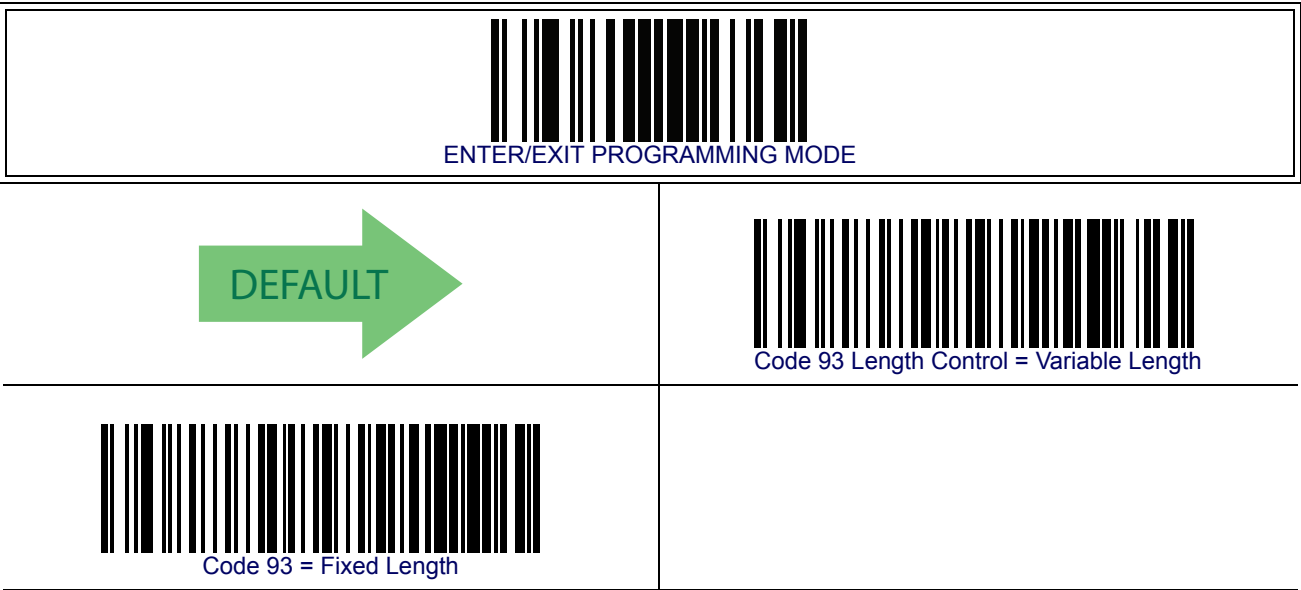 ENTER/EXIT PROGRAMMING MODE
DEFAULT
Code 93 Length Control = Variable Length
Code 93 = Fixed Length